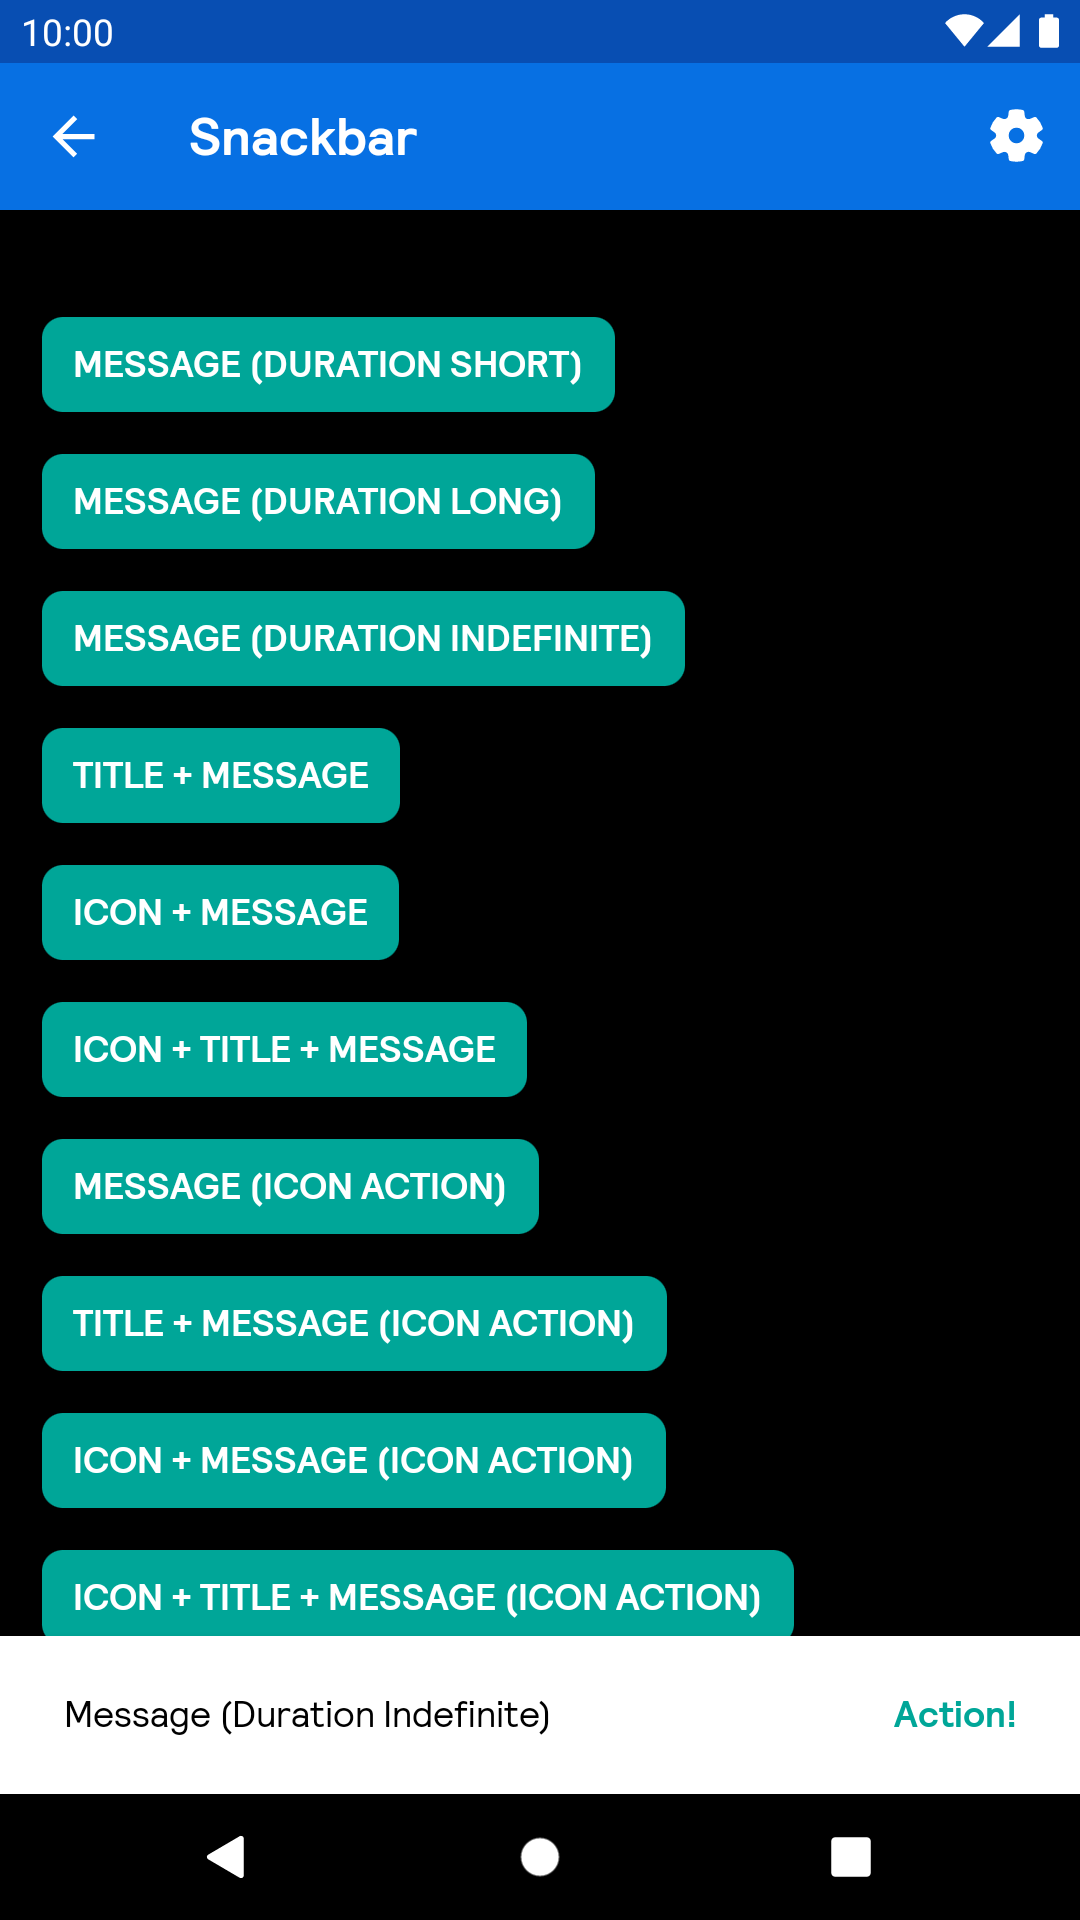 10:00
Snackbar
MESSAGE (DURATION SHORT)
MESSAGE (DURATION LONG)
MESSAGE (DURATION INDEFINITE)
TITLE + MESSAGE
ICON + MESSAGE
ICON + TITLE + MESSAGE
MESSAGE (ICON ACTION)
TITLE + MESSAGE (ICON ACTION)
ICON + MESSAGE (ICON ACTION)
ICON + TITLE + MESSAGE (ICON ACTION)
Message (Duration Indefinite) Action!